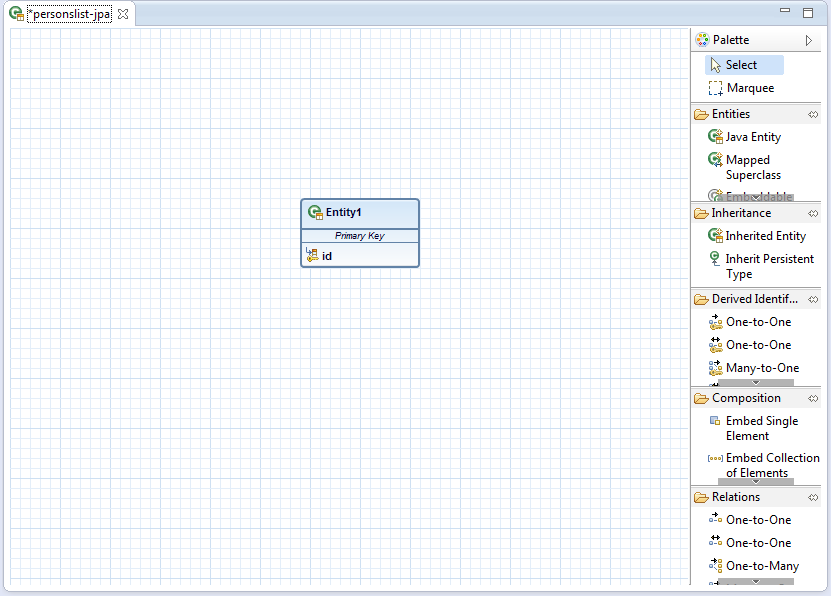 *personslist-jpa
Entity1
Primary Key
id
Palette
Select
Marquee
Entities
Java Entity
Mapped
Superclass
Embeddable
Inheritance
Inherited Entity
Inherit Persistent
Type
Derived Identif...
One-to-One
One-to-One
Many-to-One
Composition
Embed Single
Element
Embed Collection
of Elements
Relations
One-to-One
One-to-One
One-to-Many